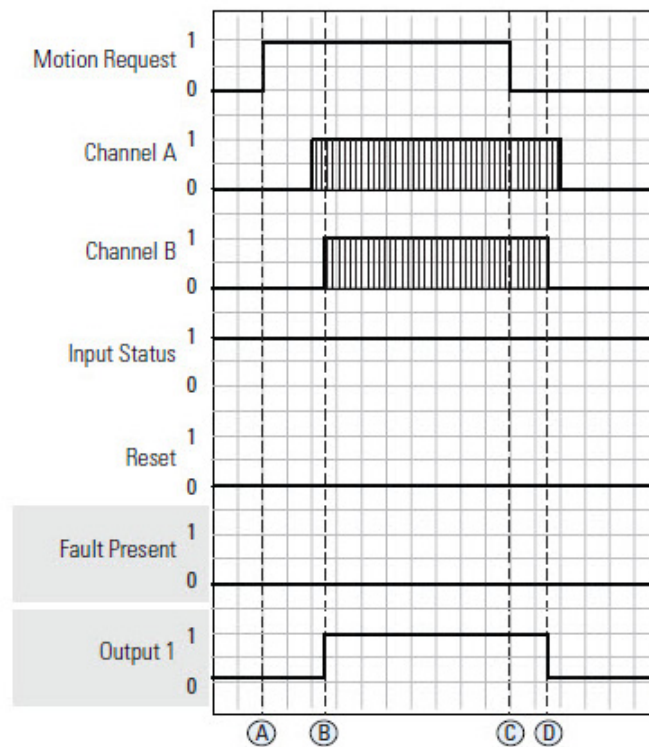 Motion Request 1
0
Channel A 1
0
Channel B 1
0
Input Status 1
0
Reset 1
0
Fault Present 1
0
Output 1 1
0
A B C D